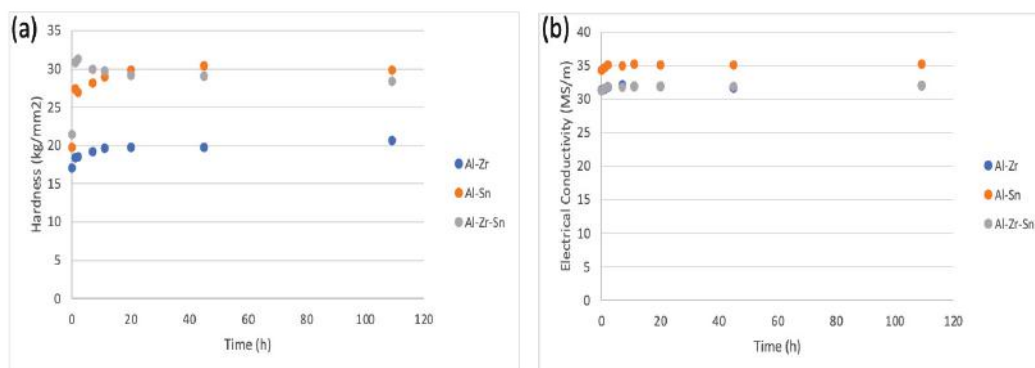 (a)
Hardness (kg/mm2)
35
30
25
20
15
10
5
0
0 20 40 60 80 100 120
Time (h)
Al-Zr
Al-Sn
Al-Zr-Sn
(b)
Electrical Conductivity (MS/m)
40
35
30
25
20
15
10
5
0
0 20 40 60 80 100 120
Time (h)
Al-Zr
Al-Sn
Al-Zr-Sn